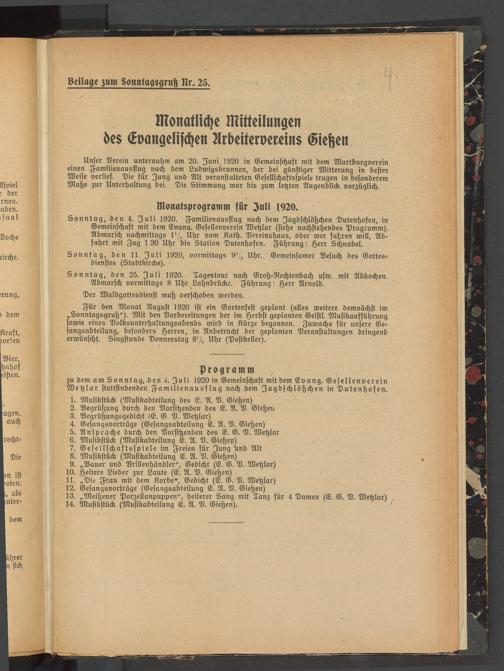 4.
Beilage zum Sonntagsgruß Nr. 25.
Monatliche Mitteilungen
des Evangelischen Arbeitervereins Gießen
Unser Verein unternahm am 20. Juni 1920 in Gemeinschaft mit dem Wartburgverein
einen Familienausflug nach dem Ludwigsbrunnen, der bei günstiger Witterung in bester
Weise verlief. Die für Jung und Alt veranstalteten Gesellschaftsspiele trugen in besonderem
Maße zur Unterhaltung bei. Die Stimmung war bis zum letzten Augenblick vorzüglich.
Monatsprogramm für Juli 1920.
Sonntag, den 4. Juli 1920. Familienausflug nach dem Jagdschlößchen Dutenhofen, in
Gemeinschaft mit dem Evang. Gesellenverein Wetzlar (siehe nachstehendes Programm).
Abmarsch nachmittags 1½ Uhr vom Kath. Vereinshaus, oder wer fahren will, Ab-
fahrt mit Zug 1 30 Uhr bis Station Dutenhofen. Führung: Herr Schnabel.
Sonntag, den 11. Juli 1920, vormittags Uhr. Gemeinsamer Besuch des Gottes-
dienstes (Stadtkirche).
Sonntag, den 25. Juli 1920. Tagestour nach Groß-Rechtenbach usw. mit Abkochen.
Abmarsch vormittags 8 Uhr Lahnbrücke. Führung: Herr Arnold.
Der Waldgottesdienst muß verschoben werden.
Für den Monat August 1920 ist ein Gartenfest geplant (alles weitere demnächst im
„Sonntagsgruß“). Mit den Vorbereitungen der im Herbst geplanten Geistl. Musikaufführung
sowie eines Volksunterhaltungsabends wird in Kürze begonnen. Zuwachs für unsere Ge-
sangsabteilung, besonders Herren, in Anbetracht der geplanten Veranstaltungen dringend
erwünscht. Singstunde Donnerstag Uhr (Postkeller).
Programm
zu dem am Sonntag, den 4. Juli 1920 in Gemeinschaft mit dem Evang. Gesellenverein
Wetzlar stattfindenden Familienausflug nach dem Jagdschlößchen in Dutenhofen.
1. Musikstück (Musikabteilung des E. A. V. Gießen)
2. Begrüßung durch den Vorsitzenden des E. A. V. Gießen
3. Begrüßungsgedicht (E. G. V. Wetzlar)
4. Gesangsvorträge (Gesangsabteilung E. A. V. Gießen)
5. Ansprache durch den Vorsitzenden des E. G. V. Wetzlar
6. Musikstück (Musikabteilung E. A. V. Gießen)
7. Gesellschaftsspiele im Freien für Jung und Alt
8. Musikstück (Musikabteilung E. A. V. Gießen)
9. „Bauer und Brillenhändler“, Gedicht (E. G. V. Wetzlar)
10. Heitere Lieder zur Laute (E. A. V. Gießen)
11. „Die Frau mit dem Korbe“, Gedicht (E. G. V. Wetzlar)
12. Gesangsvorträge (Gesangsabteilung E. A. V. Gießen)
13. „Meißener Porzellanpuppen“, heiterer Sang mit Tanz für 4 Damen (E. G. V. Wetzlar)
14. Musikstück (Musikabteilung E. A. V. Gießen).